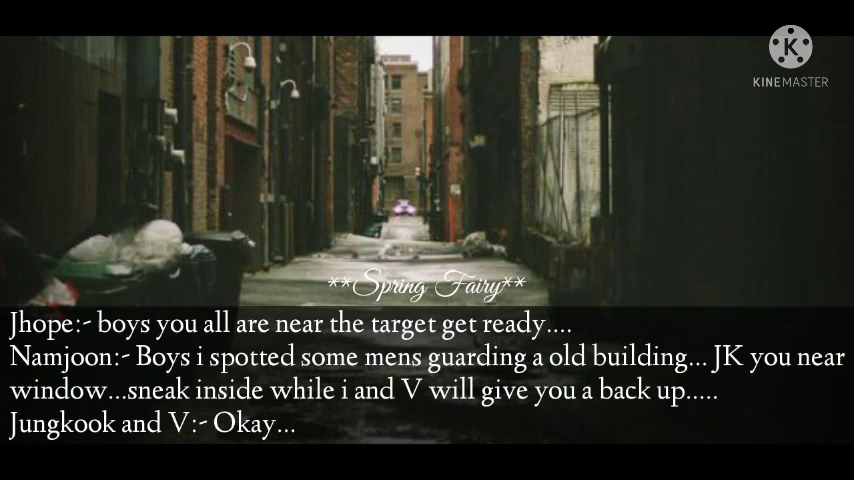 KINEMASTER
**Spring Fairy**
Jhope:- boys you all are near the target get ready....
Namjoon:- Boys i spotted some mens guarding a old building... JK you near
window...sneak inside while i and V will give you a back up.....
Jungkook and V:- Okay...